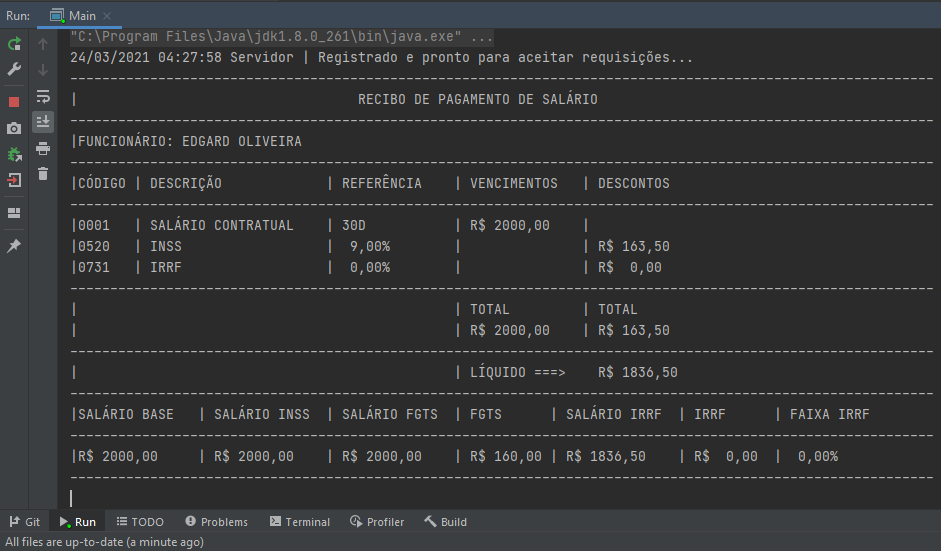 Run: Main
"C:\Program Files\Java\jdk1.8.0_261\bin\java.exe" ...
24/03/2021 04:27:58 Servidor | Registrado e pronto para aceitar requisições...
------------------------------------------------------------------------------------------------------------
| RECIBO DE PAGAMENTO DE SALÁRIO
------------------------------------------------------------------------------------------------------------
|FUNCIONÁRIO: EDGARD OLIVEIRA
------------------------------------------------------------------------------------------------------------
|CÓDIGO | DESCRIÇÃO | REFERÊNCIA | VENCIMENTOS | DESCONTOS
------------------------------------------------------------------------------------------------------------
|0001 | SALÁRIO CONTRATUAL | 30D | R$ 2000,00 |
|0520 | INSS | 9,00% | | R$ 163,50
|0731 | IRRF | 0,00% | | R$ 0,00
------------------------------------------------------------------------------------------------------------
| | TOTAL | TOTAL
| | R$ 2000,00 | R$ 163,50
------------------------------------------------------------------------------------------------------------
| | LÍQUIDO ===> R$ 1836,50
------------------------------------------------------------------------------------------------------------
|SALÁRIO BASE | SALÁRIO INSS | SALÁRIO FGTS | FGTS | SALÁRIO IRRF | IRRF | FAIXA IRRF
------------------------------------------------------------------------------------------------------------
|R$ 2000,00 | R$ 2000,00 | R$ 2000,00 | R$ 160,00 | R$ 1836,50 | R$ 0,00 | 0,00%
------------------------------------------------------------------------------------------------------------
Git Run TODO Problems Terminal Profiler Build
All files are up-to-date (a minute ago)